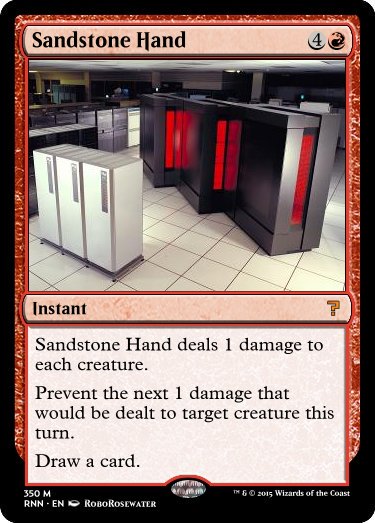 Sandstone Hand 4
Instant
Sandstone Hand deals 1 damage to
each creature.
Prevent the next 1 damage that
would be dealt to target creature this
turn.
Draw a card.
350 M
RNN • EN RoboRosewater
™ & © 2015 Wizards of the Coast